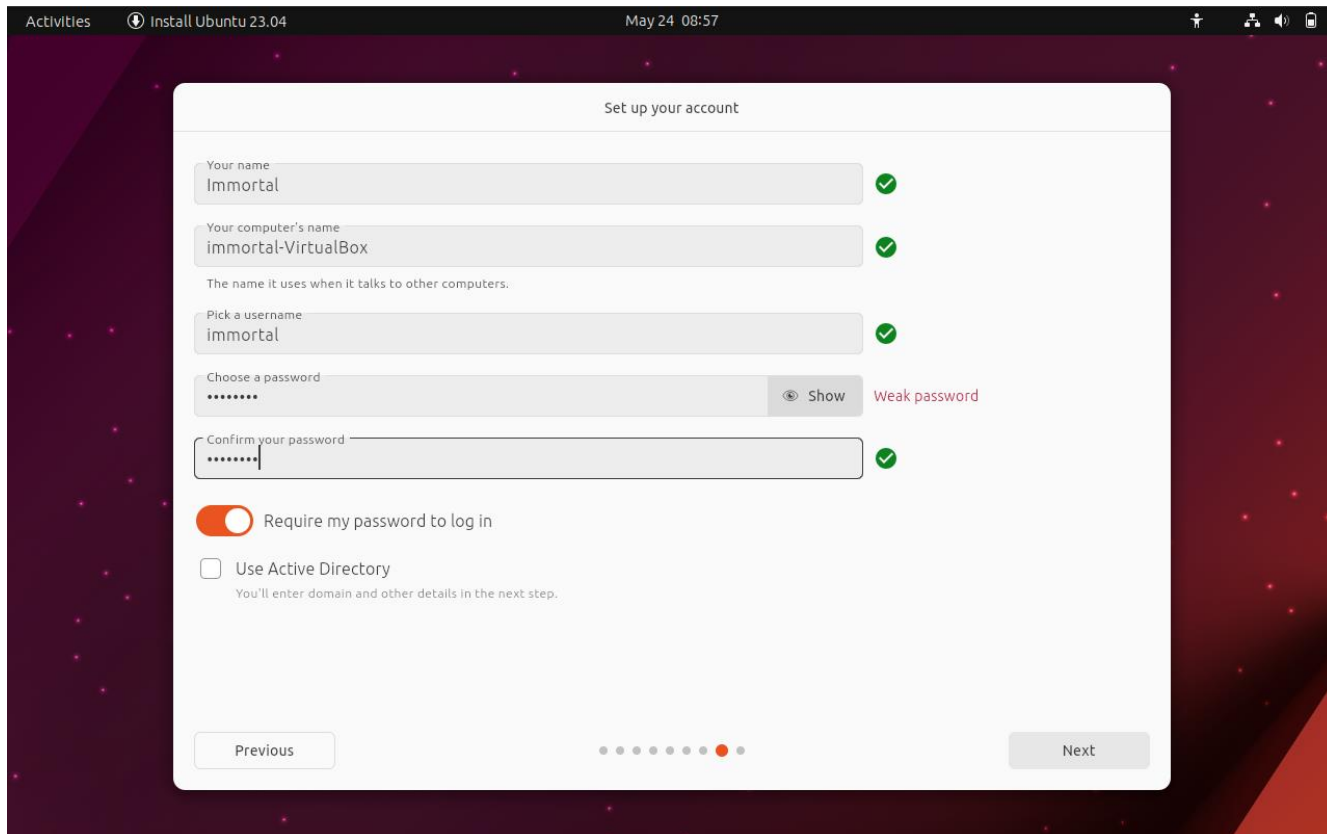 Activities Install Ubuntu 23.04 May 24 08:57
Set up your account
Your name
Immortal
Your computer's name
immortal-VirtualBox
The name it uses when it talks to other computers.
Pick a username
immortal
Choose a password
•••••••• Show Weak password
Confirm your password
••••••••
Require my password to log in
Use Active Directory
You'll enter domain and other details in the next step.
Previous Next